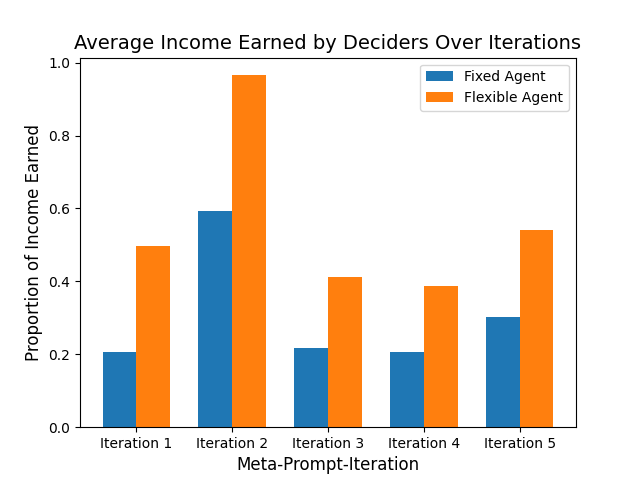 Average Income Earned by Deciders Over Iterations
Fixed Agent
Flexible Agent
Proportion of Income Earned
1.0
0.8
0.6
0.4
0.2
0.0
Iteration 1 Iteration 2 Iteration 3 Iteration 4 Iteration 5
Meta-Prompt-Iteration